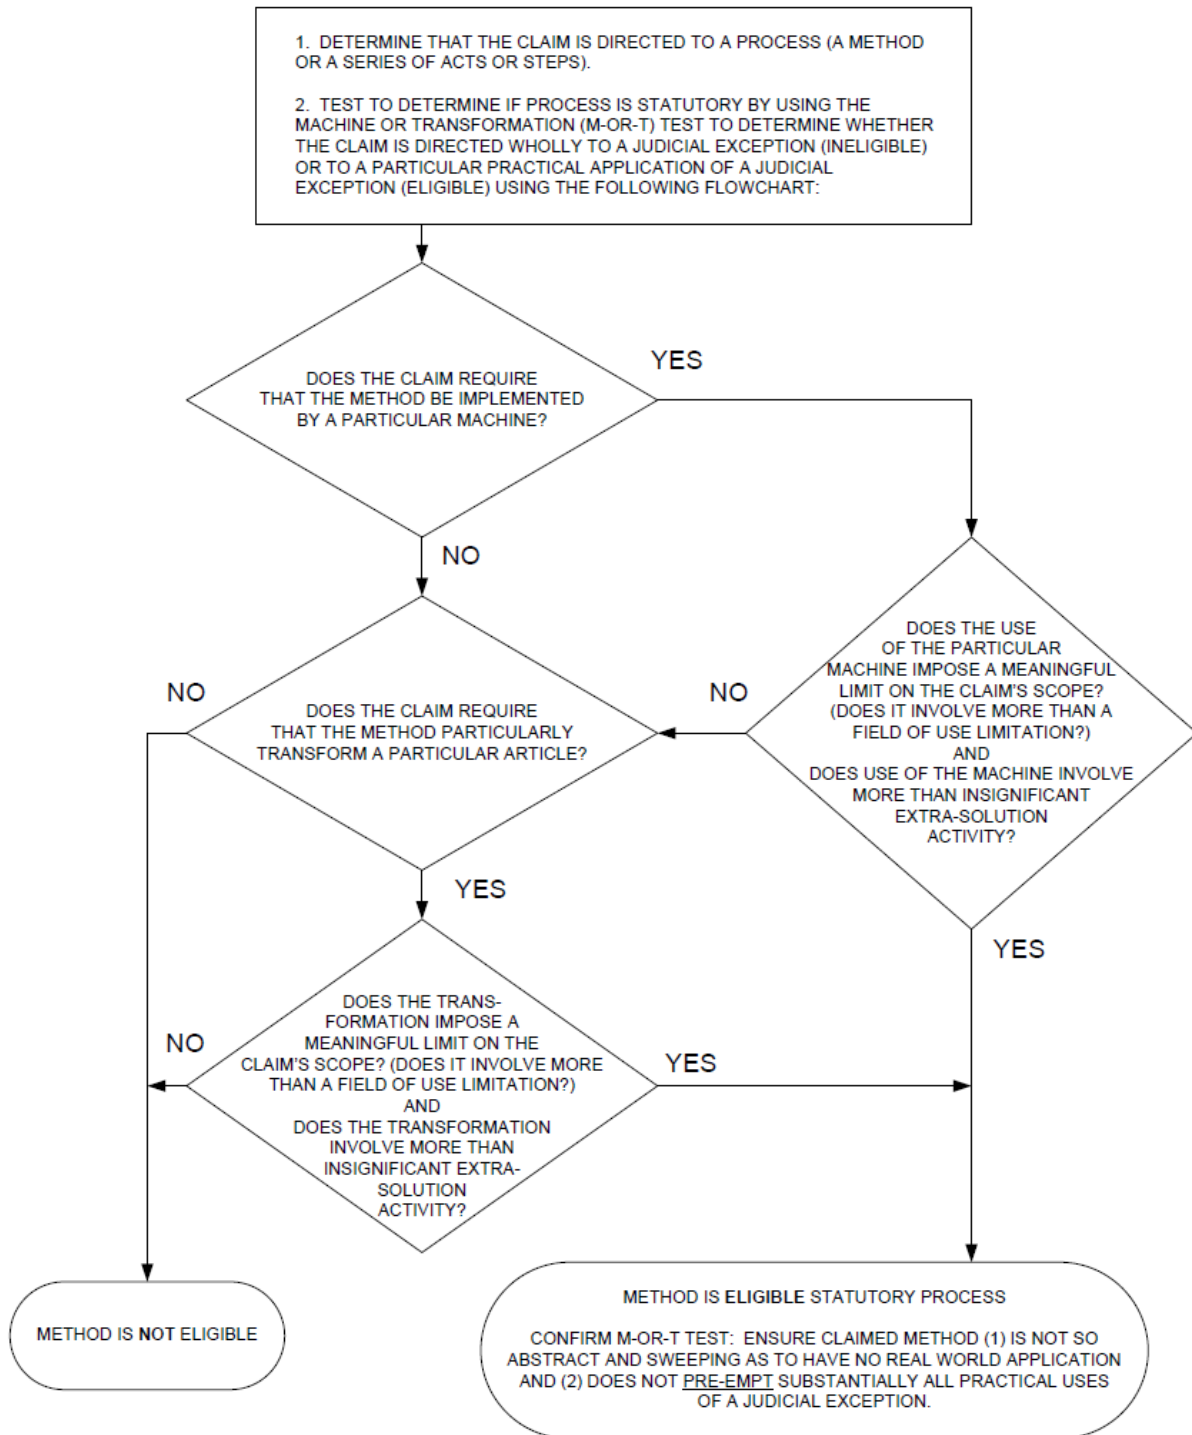 1. DETERMINE THAT THE CLAIM IS DIRECTED TO A PROCESS (A METHOD
OR A SERIES OF ACTS OR STEPS).
2. TEST TO DETERMINE IF PROCESS IS STATUTORY BY USING THE
MACHINE OR TRANSFORMATION (M-OR-T) TEST TO DETERMINE WHETHER
THE CLAIM IS DIRECTED WHOLLY TO A JUDICIAL EXCEPTION (INELIGIBLE)
OR TO A PARTICULAR PRACTICAL APPLICATION OF A JUDICIAL
EXCEPTION (ELIGIBLE) USING THE FOLLOWING FLOWCHART:
DOES THE CLAIM REQUIRE
THAT THE METHOD BE IMPLEMENTED
BY A PARTICULAR MACHINE?
YES
NO
DOES THE USE
OF THE PARTICULAR
MACHINE IMPOSE A MEANINGFUL
LIMIT ON THE CLAIM'S SCOPE?
(DOES IT INVOLVE MORE THAN A
FIELD OF USE LIMITATION?)
AND
DOES USE OF THE MACHINE INVOLVE
MORE THAN INSIGNIFICANT
EXTRA-SOLUTION
ACTIVITY?
NO
YES
DOES THE CLAIM REQUIRE
THAT THE METHOD PARTICULARLY
TRANSFORM A PARTICULAR ARTICLE?
NO
YES
DOES THE TRANS-
FORMATION IMPOSE A
MEANINGFUL LIMIT ON THE
CLAIM'S SCOPE? (DOES IT INVOLVE MORE
THAN A FIELD OF USE LIMITATION?)
AND
DOES THE TRANSFORMATION
INVOLVE MORE THAN
INSIGNIFICANT EXTRA-
SOLUTION
ACTIVITY?
NO
YES
METHOD IS NOT ELIGIBLE
METHOD IS ELIGIBLE STATUTORY PROCESS
CONFIRM M-OR-T TEST: ENSURE CLAIMED METHOD (1) IS NOT SO
ABSTRACT AND SWEEPING AS TO HAVE NO REAL WORLD APPLICATION
AND (2) DOES NOT PRE-EMPT SUBSTANTIALLY ALL PRACTICAL USES
OF A JUDICIAL EXCEPTION.